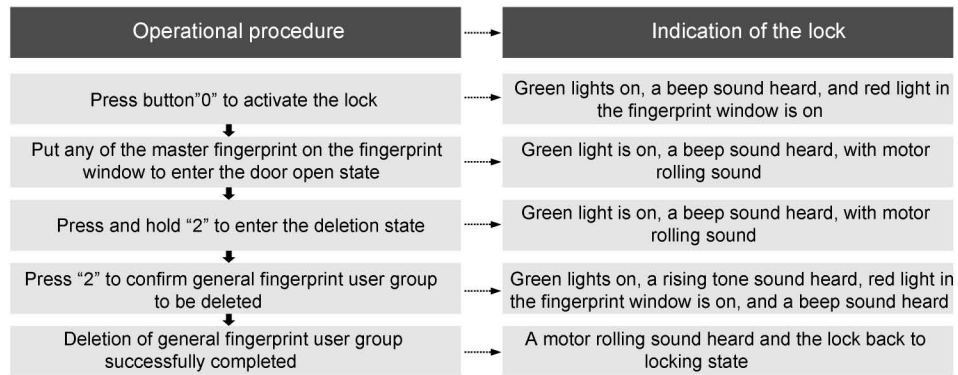 Operational procedure
Indication of the lock
Press button”0” to activate the lock
Green lights on, a beep sound heard, and red light in
the fingerprint window is on
Put any of the master fingerprint on the fingerprint
window to enter the door open state
Green light is on, a beep sound heard, with motor
rolling sound
Press and hold “2” to enter the deletion state
Green light is on, a beep sound heard, with motor
rolling sound
Press “2” to confirm general fingerprint user group
to be deleted
Green lights on, a rising tone sound heard, red light in
the fingerprint window is on, and a beep sound heard
Deletion of general fingerprint user group
successfully completed
A motor rolling sound heard and the lock back to
locking state